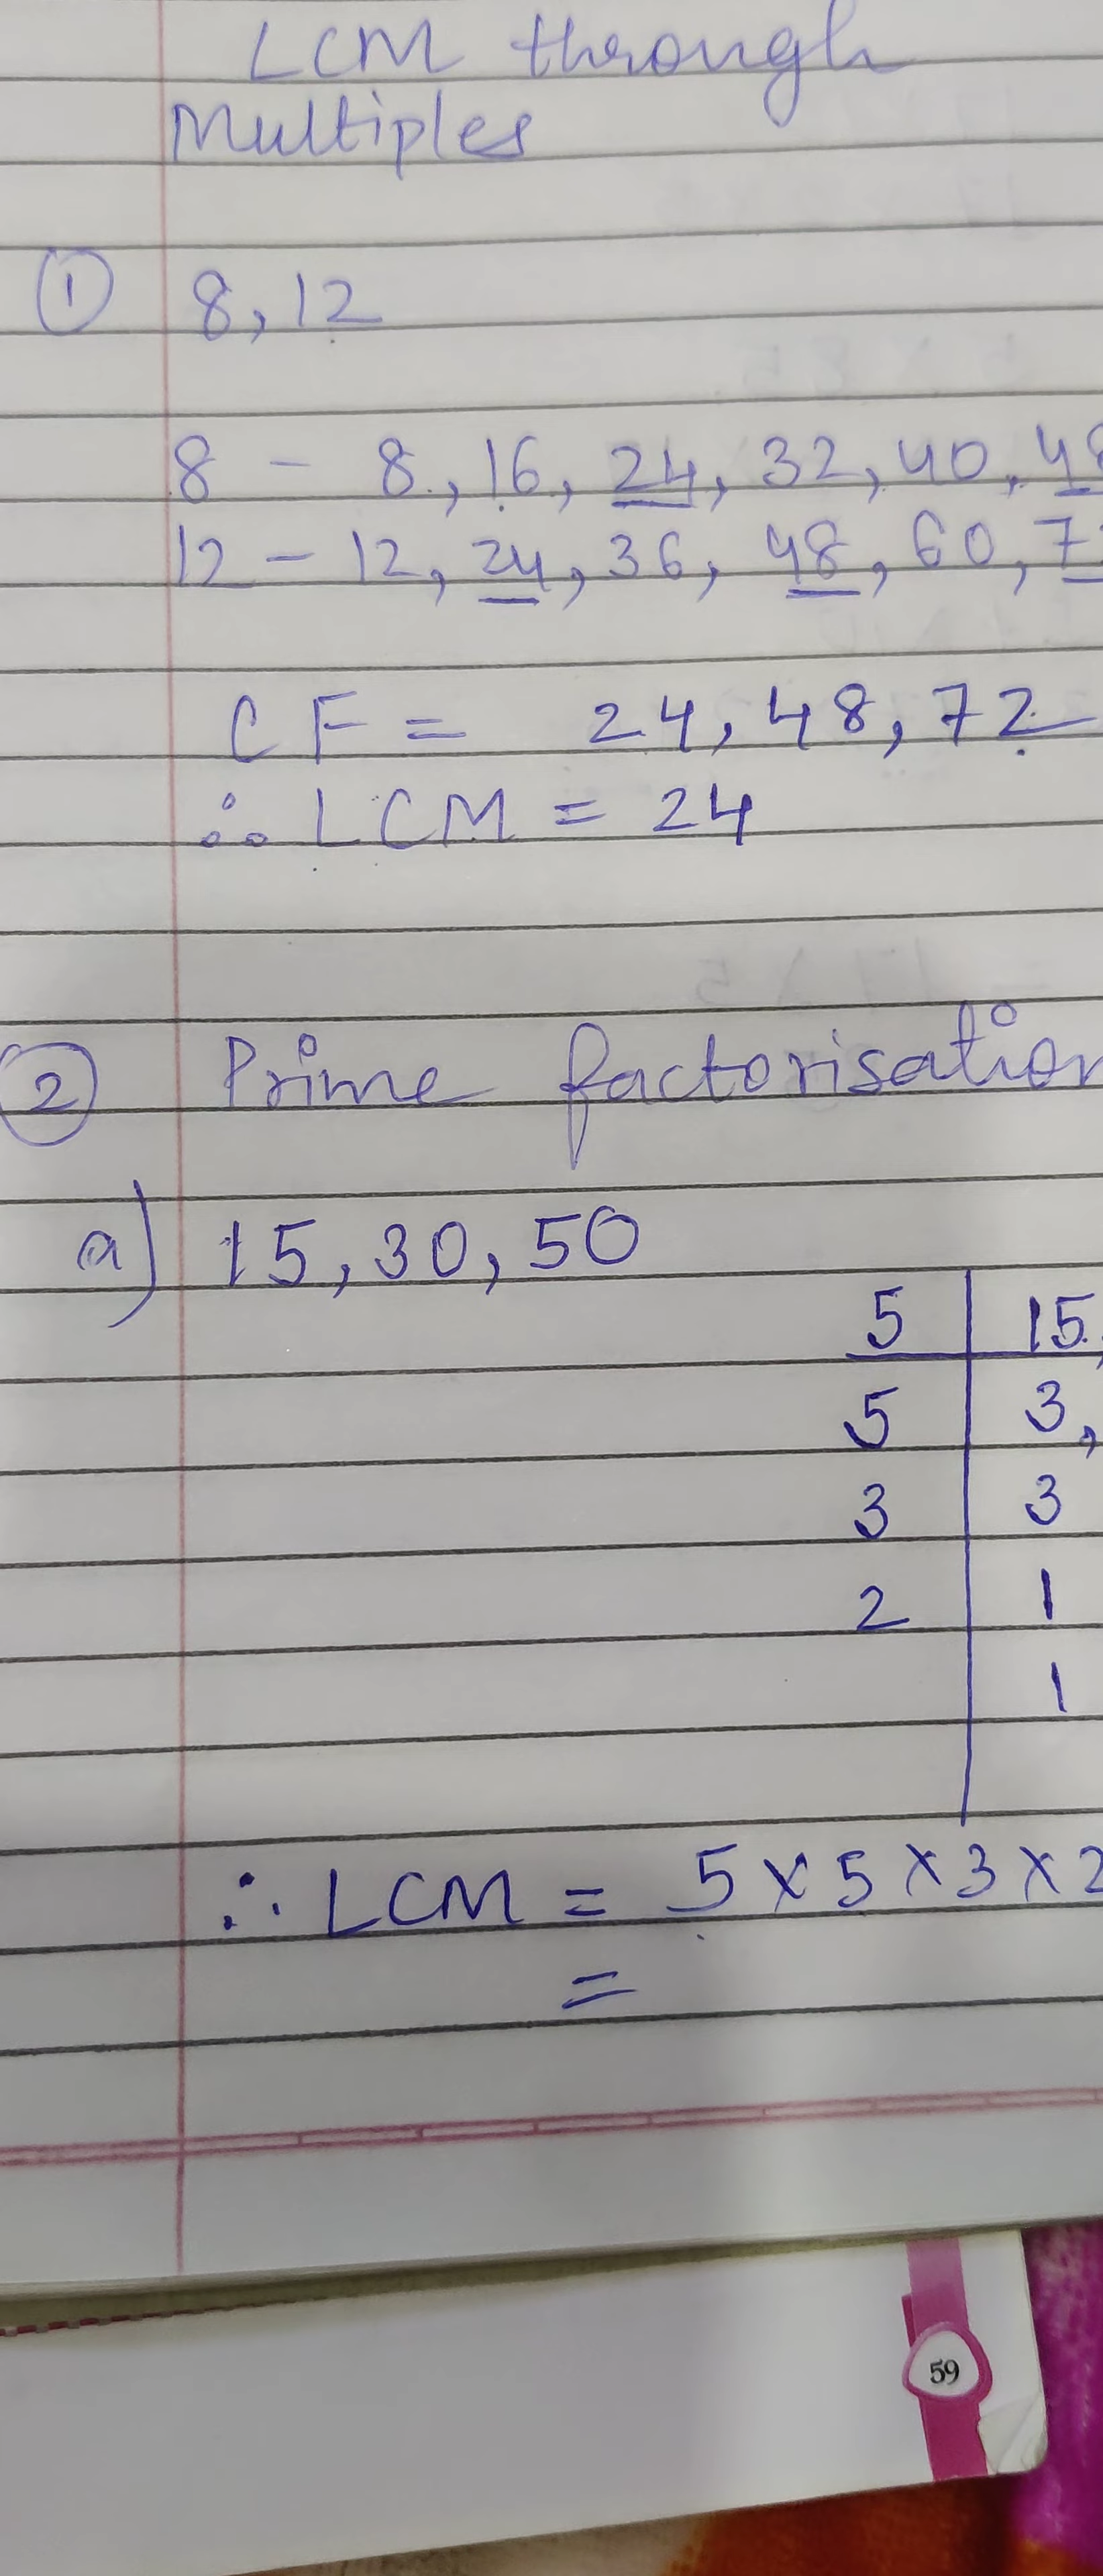 LCM through
Multiples
① 8, 12
8 - 8, 16, 24, 32, 40, 48
12 - 12, 24, 36, 48, 60, 7
CF = 24, 48, 72
∴ LCM = 24
② Prime factorisation
a) 15, 30, 50
5 | 15,
5 | 3,
3 | 3
2 | 1
1
∴ LCM = 5 × 5 × 3 × 2
=
59